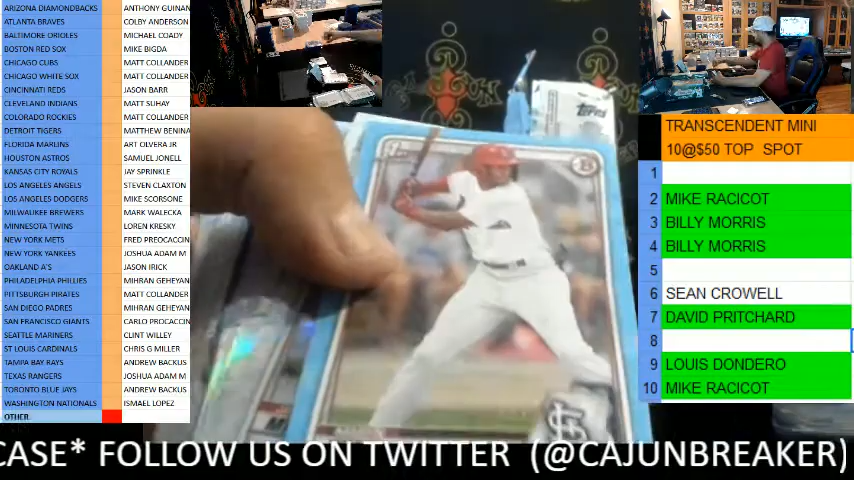 ARIZONA DIAMONDBACKS ANTHONY GUINAN
ATLANTA BRAVES COLBY ANDERSON
BALTIMORE ORIOLES MICHAEL COADY
BOSTON RED SOX MIKE BIGDA
CHICAGO CUBS MATT COLLANDER
CHICAGO WHITE SOX MATT COLLANDER
CINCINNATI REDS JASON BARR
CLEVELAND INDIANS MATT SUHAY
COLORADO ROCKIES MATT COLLANDER
DETROIT TIGERS MATTHEW BENINA
FLORIDA MARLINS ART OLVERA JR
HOUSTON ASTROS SAMUEL JONELL
KANSAS CITY ROYALS JAY SPRINKLE
LOS ANGELES ANGELS STEVEN CLAXTON
LOS ANGELES DODGERS MIKE SCORSONE
MILWAUKEE BREWERS MARK WALECKA
MINNESOTA TWINS LOREN KRESKY
NEW YORK METS FRED PREOCACCIN
NEW YORK YANKEES JOSHUA ADAM M
OAKLAND A'S JASON IRICK
PHILADELPHIA PHILLIES MIHRAN GEHEYAN
PITTSBURGH PIRATES MATT COLLANDER
SAN DIEGO PADRES MIHRAN GEHEYAN
SAN FRANCISCO GIANTS CARLO PROCACCIN
SEATTLE MARINERS CLINT WILLEY
ST LOUIS CARDINALS CHRIS G MILLER
TAMPA BAY RAYS ANDREW BACKUS
TEXAS RANGERS JOSHUA ADAM M
TORONTO BLUE JAYS ANDREW BACKUS
WASHINGTON NATIONALS ISMAEL LOPEZ
OTHER
topps
1st
B
TRANSCENDENT MINI
10@$50 TOP SPOT
1
2 MIKE RACICOT
3 BILLY MORRIS
4 BILLY MORRIS
5
6 SEAN CROWELL
7 DAVID PRITCHARD
8
9 LOUIS DONDERO
10 MIKE RACICOT
CASE* FOLLOW US ON TWITTER (@CAJUNBREAKER)